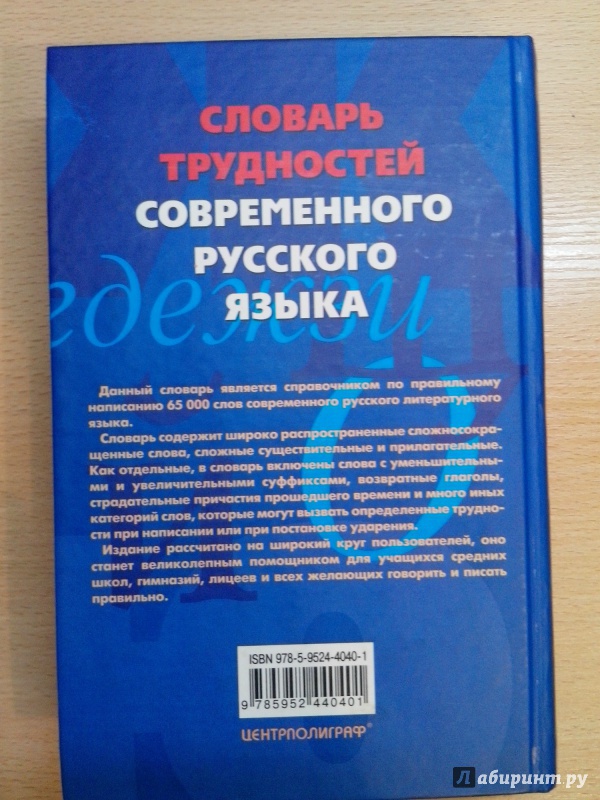 СЛОВАРЬ
ТРУДНОСТЕЙ
СОВРЕМЕННОГО
РУССКОГО
ЯЗЫКА
гдежзи
Данный словарь является справочником по правильному
написанию 65 000 слов современного русского литературного
языка.
Словарь содержит широко распространенные сложносокра-
щенные слова, сложные существительные и прилагательные.
Как отдельные, в словарь включены слова с уменьшительны-
ми и увеличительными суффиксами, возвратные глаголы,
страдательные причастия прошедшего времени и много иных
категорий слов, которые могут вызвать определенные трудно-
сти при написании или при постановке ударения.
Издание рассчитано на широкий круг пользователей, оно
станет великолепным помощником для учащихся средних
школ, гимназий, лицеев и всех желающих говорить и писать
правильно.
ISBN 978-5-9524-4040-1
9 785952 440401
ЦЕНТРПОЛИГРАФ®
лабиринт.ру